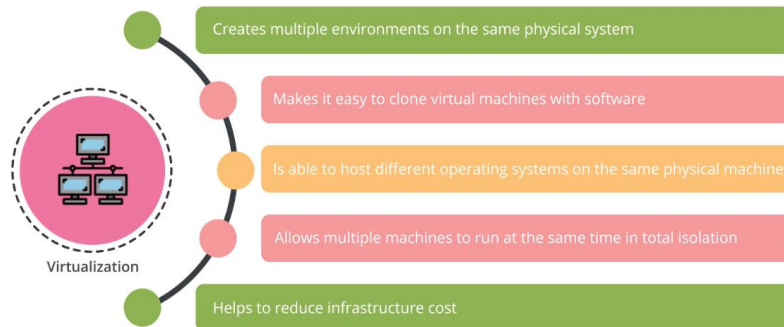 Creates multiple environments on the same physical system
Makes it easy to clone virtual machines with software
Is able to host different operating systems on the same physical machine
Allows multiple machines to run at the same time in total isolation
Virtualization
Helps to reduce infrastructure cost